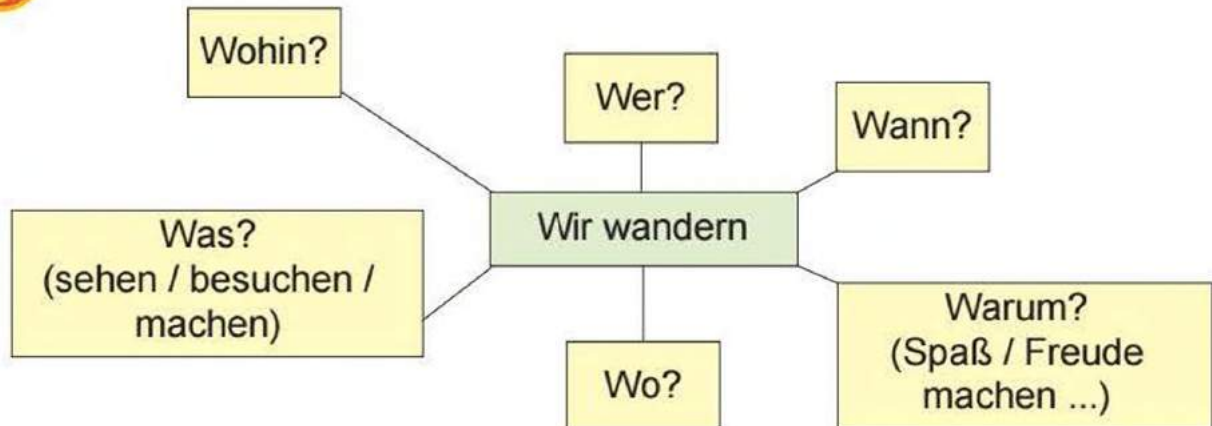 Wohin?
Wer?
Wann?
Wir wandern
Was?
(sehen / besuchen /
machen)
Wo?
Warum?
(Spaß / Freude
machen ...)